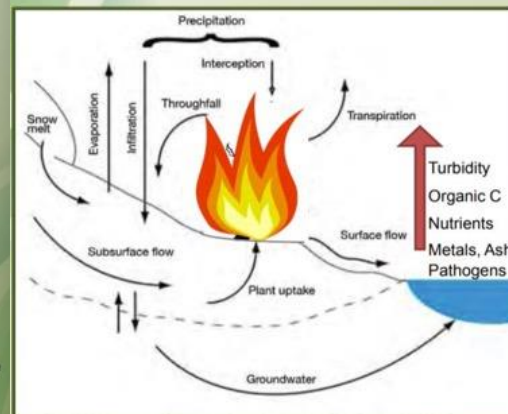 Precipitation
Interception
Snow
melt
Evaporation
Infiltration
Throughfall
Transpiration
Turbidity
Organic C
Nutrients
Metals, Ash
Pathogens
Subsurface flow
Surface flow
Plant uptake
Groundwater